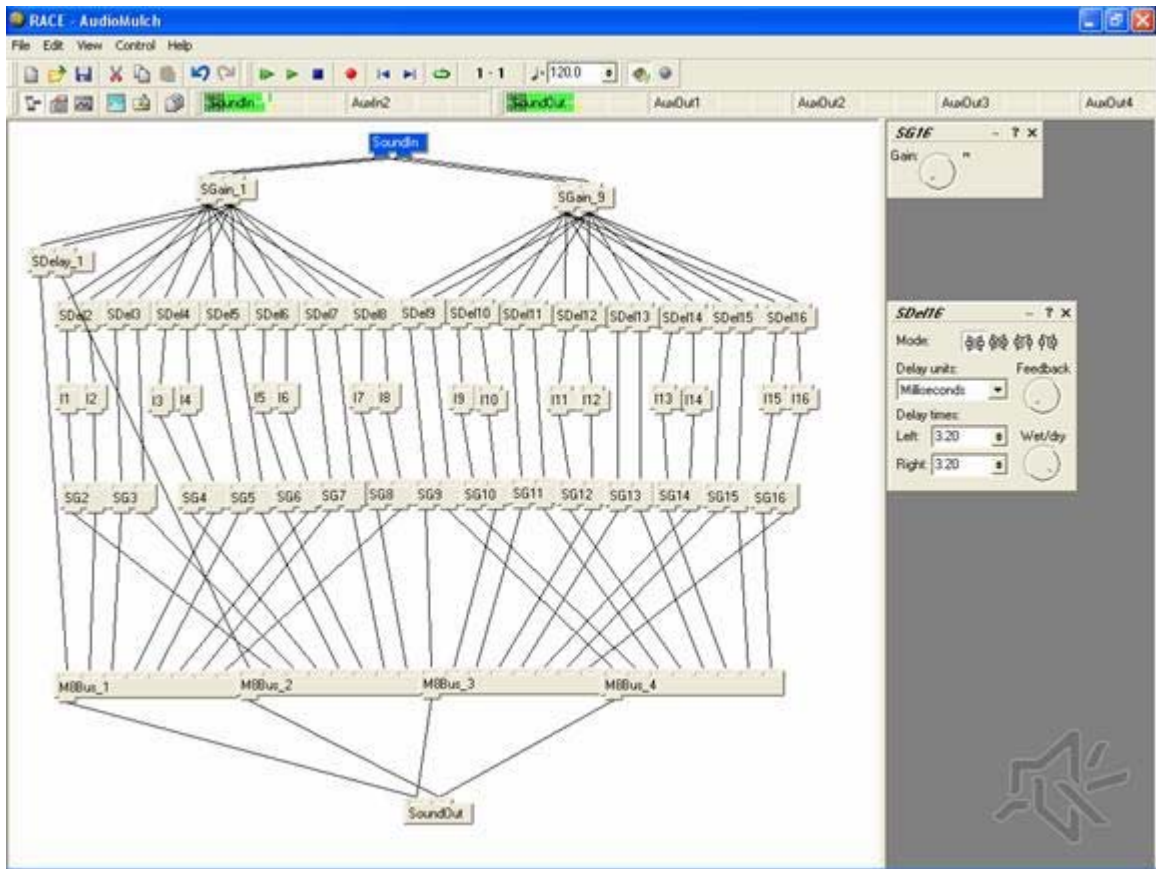 RACE - AudioMulch
File Edit View Control Help
1 - 1 120.0
SoundIn AuxIn2 SoundOut AuxOut1 AuxOut2 AuxOut3 AuxOut4
SoundIn
SGain_1 SGain_9
SDelay_1
SDel2 SDel3 SDel4 SDel5 SDel6 SDel7 SDel8 SDel9 SDel10 SDel11 SDel12 SDel13 SDel14 SDel15 SDel16
I1 I2 I3 I4 I5 I6 I7 I8 I9 I10 I11 I12 I13 I14 I15 I16
SG2 SG3 SG4 SG5 SG6 SG7 SG8 SG9 SG10 SG11 SG12 SG13 SG14 SG15 SG16
M8Bus_1 M8Bus_2 M8Bus_3 M8Bus_4
SoundOut
SG16
Gain:
SDel16
Mode:
Delay units: Feedback
Milliseconds
Delay times:
Left: 3.20 Wet/dry
Right: 3.20